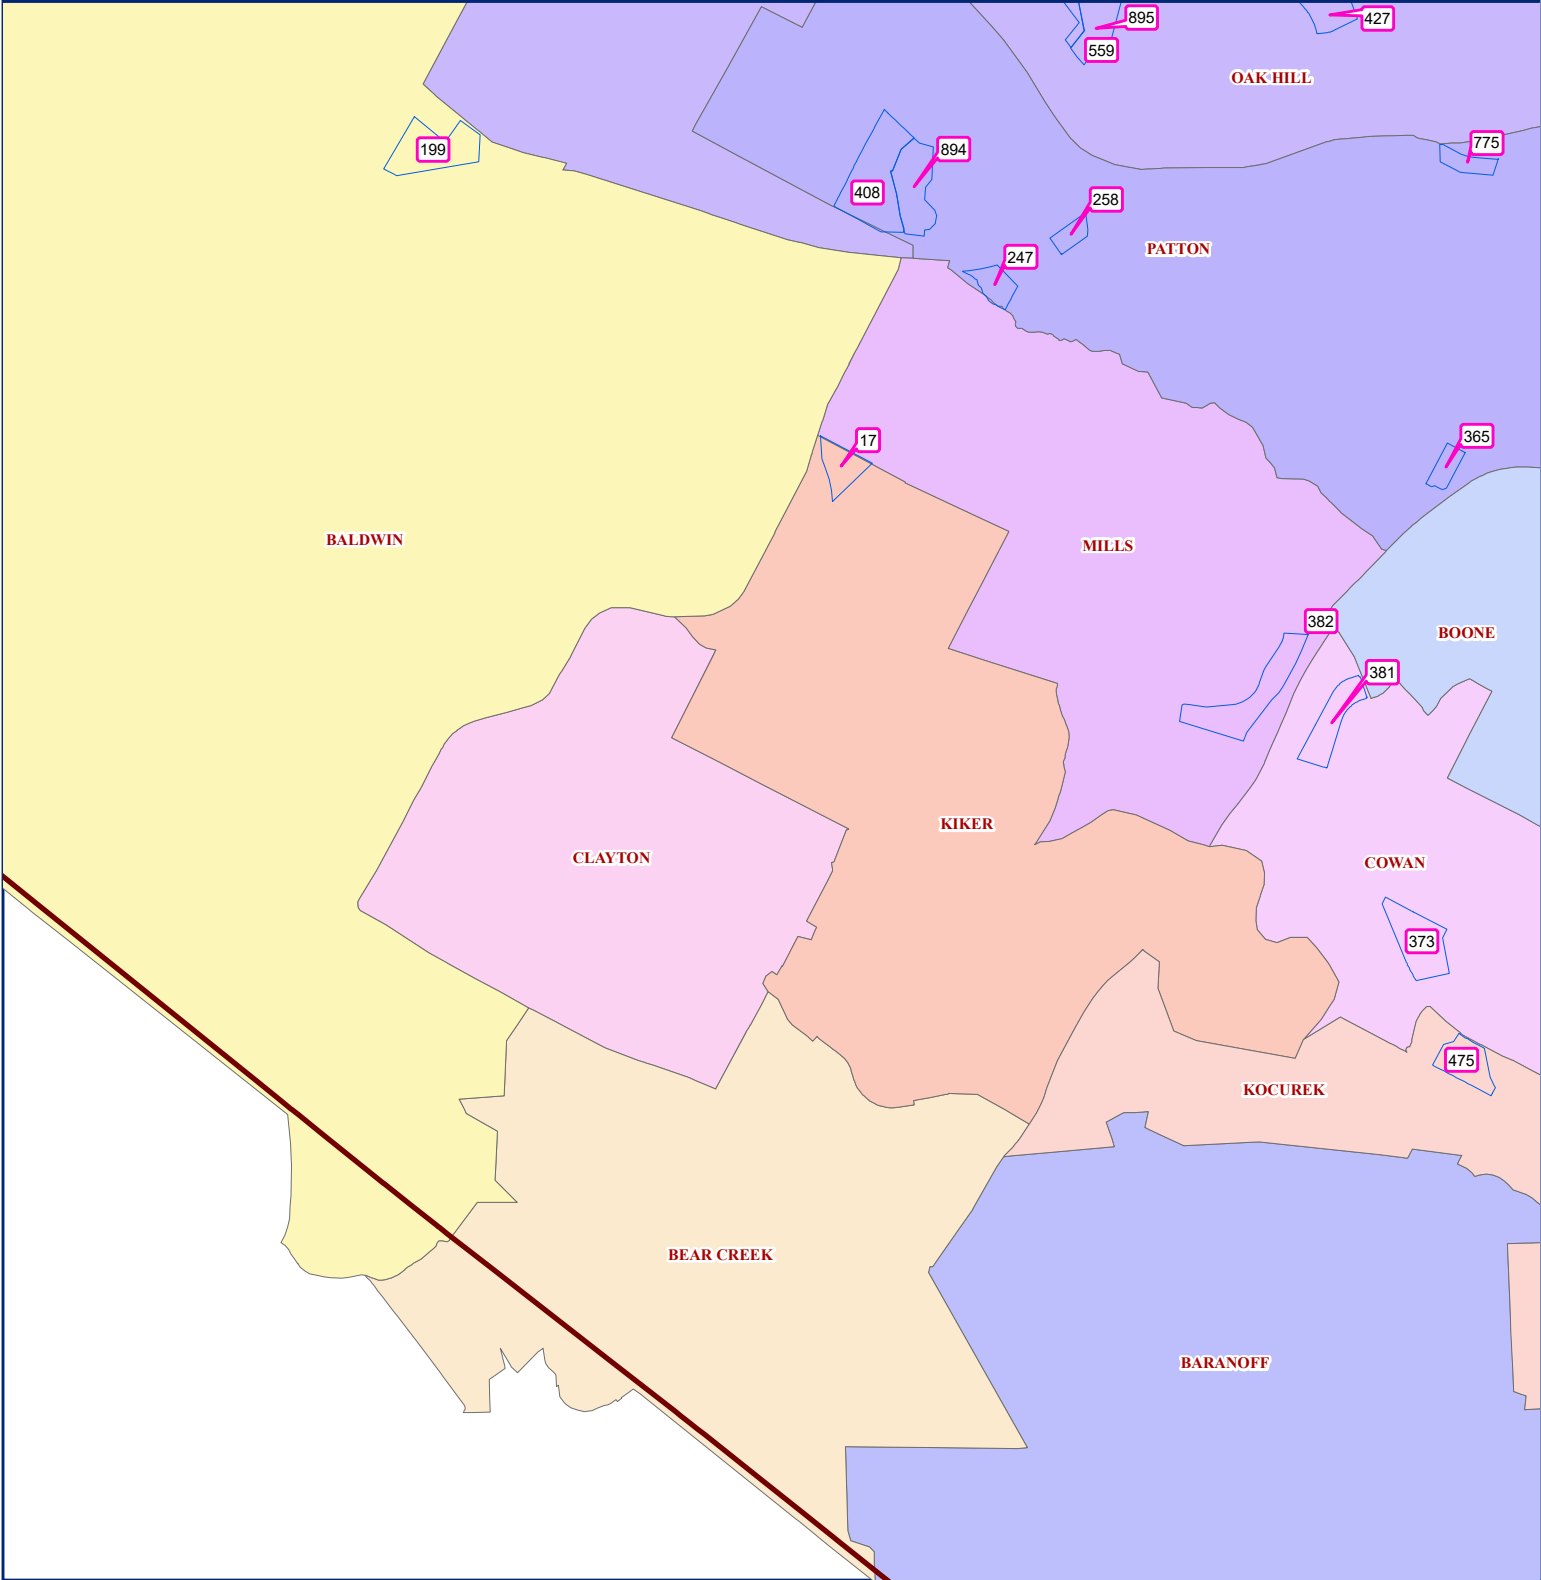 895
427
559
OAK HILL
775
199
894
408
258
PATTON
247
365
17
BALDWIN
MILLS
382
BOONE
381
KIKER
CLAYTON
COWAN
373
475
KOCUREK
BEAR CREEK
BARANOFF